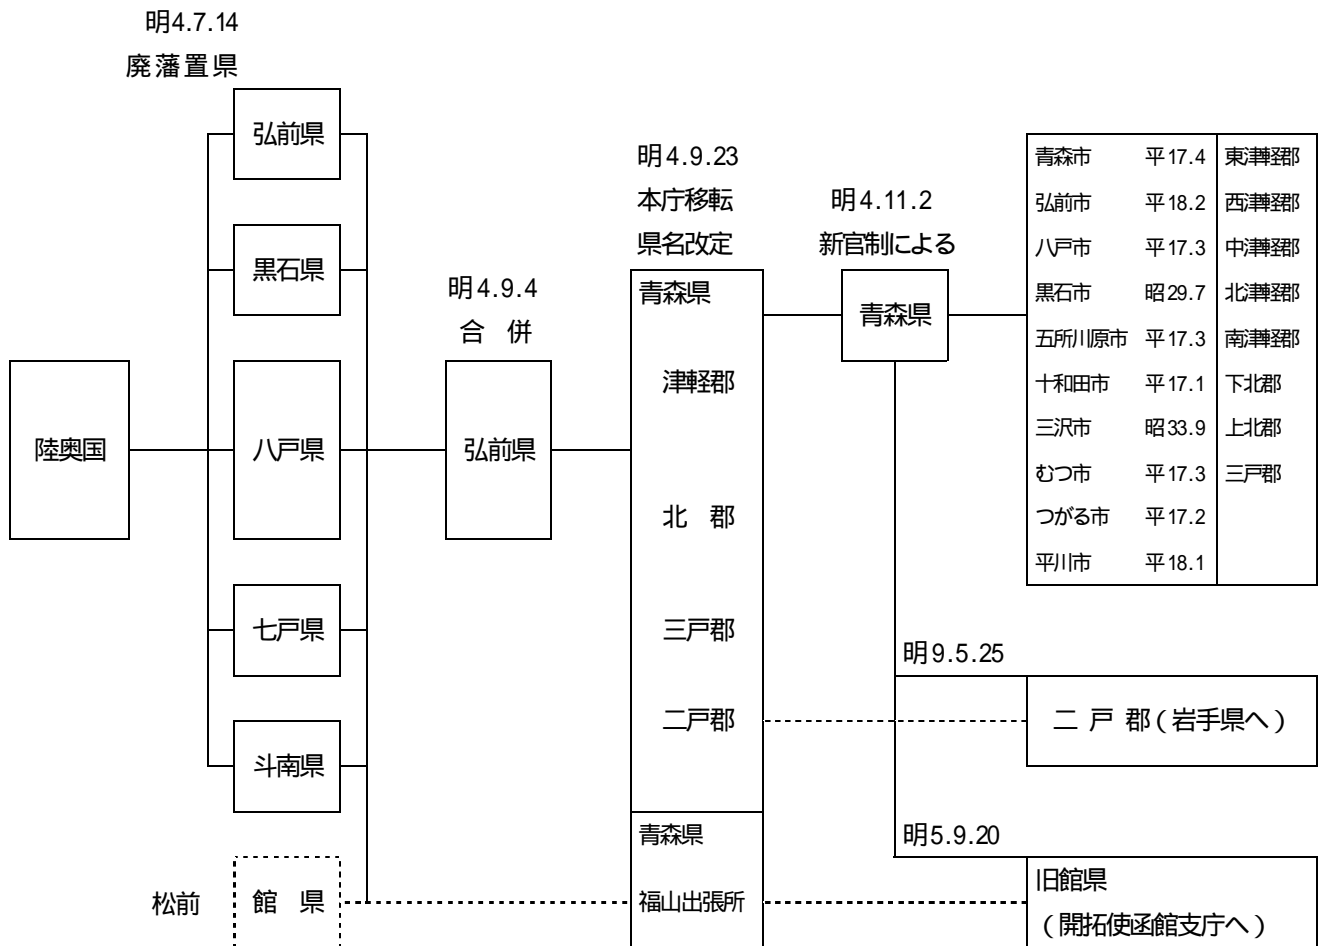 明4.7.14
廃藩置県
陸奥国
弘前県
黒石県
八戸県
七戸県
斗南県
松前
館 県
明4.9.4
合 併
弘前県
明4.9.23
本庁移転
県名改定
青森県
津軽郡
北 郡
三戸郡
二戸郡
青森県
福山出張所
明4.11.2
新官制による
青森県
青森市 平17.4 東津軽郡
弘前市 平18.2 西津軽郡
八戸市 平17.3 中津軽郡
黒石市 昭29.7 北津軽郡
五所川原市 平17.3 南津軽郡
十和田市 平17.1 下北郡
三沢市 昭33.9 上北郡
むつ市 平17.3 三戸郡
つがる市 平17.2
平川市 平18.1
明9.5.25
二 戸 郡(岩手県へ)
明5.9.20
旧館県
(開拓使函館支庁へ)